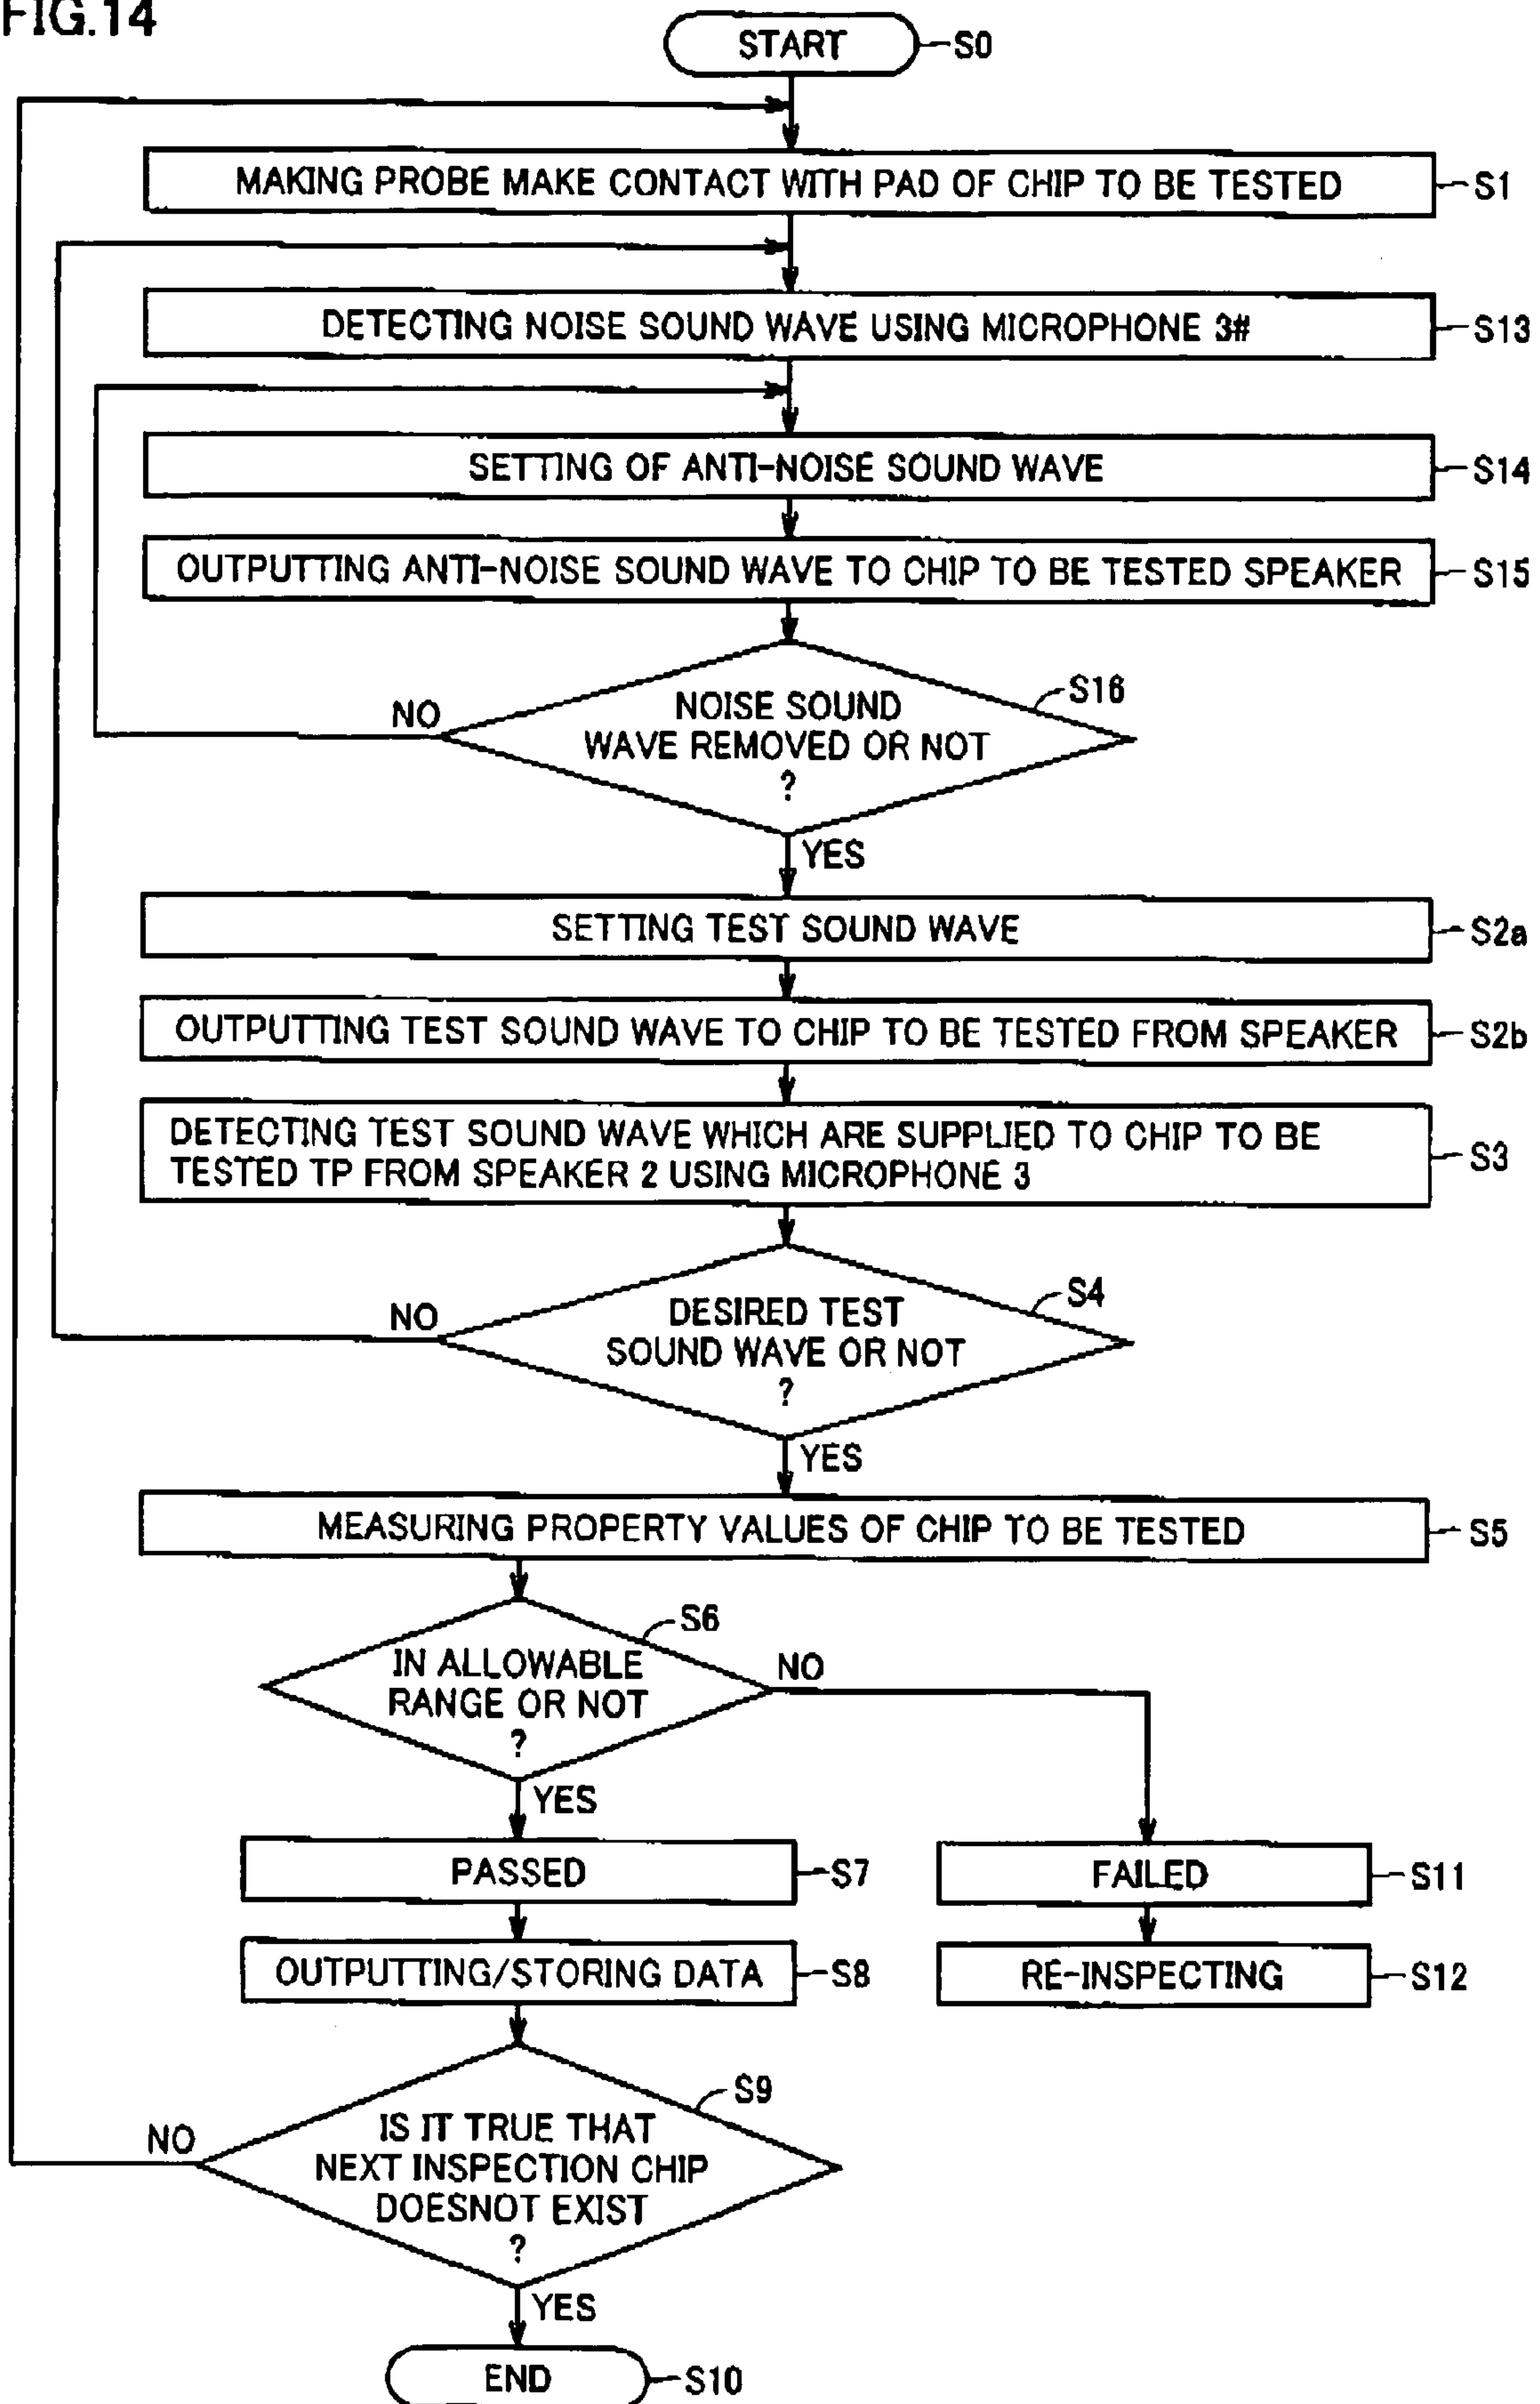 FIG.14
START
S0
MAKING PROBE MAKE CONTACT WITH PAD OF CHIP TO BE TESTED
S1
DETECTING NOISE SOUND WAVE USING MICROPHONE 3#
S13
SETTING OF ANTI-NOISE SOUND WAVE
S14
OUTPUTTING ANTI-NOISE SOUND WAVE TO CHIP TO BE TESTED SPEAKER
S15
NOISE SOUND
WAVE REMOVED OR NOT
?
S16
NO
YES
SETTING TEST SOUND WAVE
S2a
OUTPUTTING TEST SOUND WAVE TO CHIP TO BE TESTED FROM SPEAKER
S2b
DETECTING TEST SOUND WAVE WHICH ARE SUPPLIED TO CHIP TO BE
TESTED TP FROM SPEAKER 2 USING MICROPHONE 3
S3
DESIRED TEST
SOUND WAVE OR NOT
?
S4
NO
YES
MEASURING PROPERTY VALUES OF CHIP TO BE TESTED
S5
IN ALLOWABLE
RANGE OR NOT
?
S6
NO
YES
PASSED
S7
FAILED
S11
OUTPUTTING/STORING DATA
S8
RE-INSPECTING
S12
IS IT TRUE THAT
NEXT INSPECTION CHIP
DOESNOT EXIST
?
S9
NO
YES
END
S10